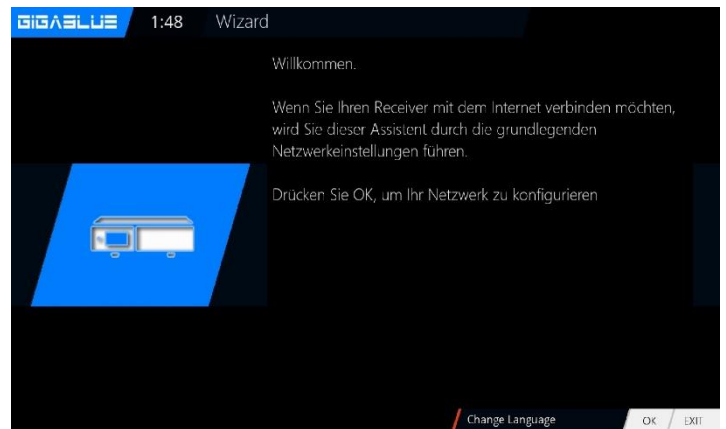 GIGABLUE 1:48 Wizard
Willkommen.
Wenn Sie Ihren Receiver mit dem Internet verbinden möchten,
wird Sie dieser Assistent durch die grundlegenden
Netzwerkeinstellungen führen.
Drücken Sie OK, um Ihr Netzwerk zu konfigurieren
Change Language OK EXIT